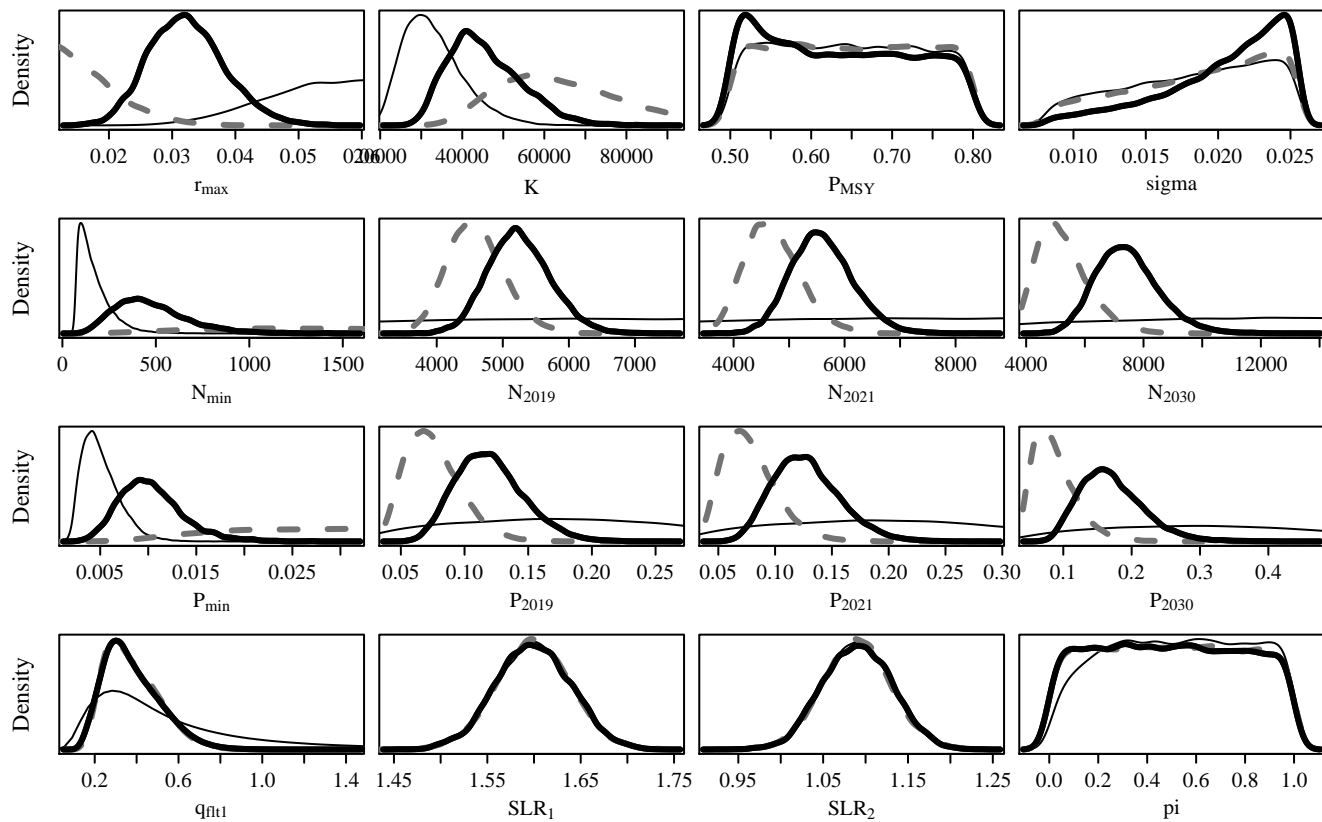 Density
0.02 0.03 0.04 0.05 0.06
r_max
20000 40000 60000 80000
K
0.50 0.60 0.70 0.80
P_MSY
0.010 0.015 0.020 0.025
sigma
Density
0 500 1000 1500
N_min
4000 5000 6000 7000
N_2019
4000 6000 8000
N_2021
4000 8000 12000
N_2030
Density
0.005 0.015 0.025
P_min
0.05 0.10 0.15 0.20 0.25
P_2019
0.05 0.10 0.15 0.20 0.25 0.30
P_2021
0.1 0.2 0.3 0.4
P_2030
Density
0.2 0.6 1.0 1.4
q_flt1
1.45 1.55 1.65 1.75
SLR_1
0.95 1.05 1.15 1.25
SLR_2
0.0 0.2 0.4 0.6 0.8 1.0
pi